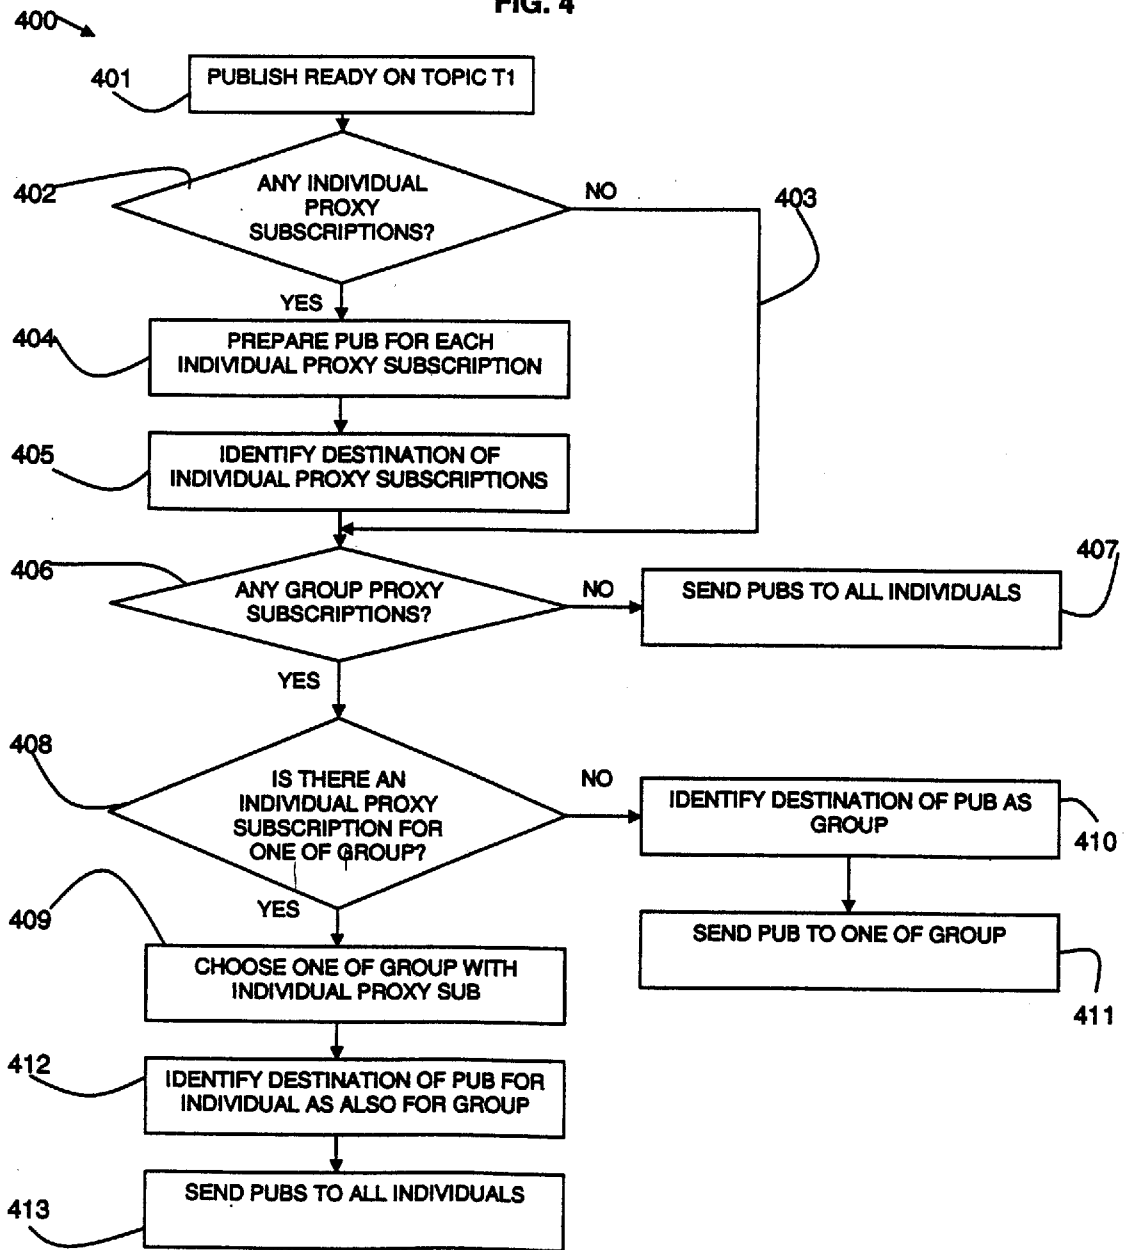 FIG. 4
400
401
PUBLISH READY ON TOPIC T1
402
ANY INDIVIDUAL
PROXY
SUBSCRIPTIONS?
NO
403
YES
404
PREPARE PUB FOR EACH
INDIVIDUAL PROXY SUBSCRIPTION
405
IDENTIFY DESTINATION OF
INDIVIDUAL PROXY SUBSCRIPTIONS
406
ANY GROUP PROXY
SUBSCRIPTIONS?
NO
407
SEND PUBS TO ALL INDIVIDUALS
YES
408
IS THERE AN
INDIVIDUAL PROXY
SUBSCRIPTION FOR
ONE OF GROUP?
NO
IDENTIFY DESTINATION OF PUB AS
GROUP
410
YES
409
SEND PUB TO ONE OF GROUP
411
CHOOSE ONE OF GROUP WITH
INDIVIDUAL PROXY SUB
412
IDENTIFY DESTINATION OF PUB FOR
INDIVIDUAL AS ALSO FOR GROUP
413
SEND PUBS TO ALL INDIVIDUALS